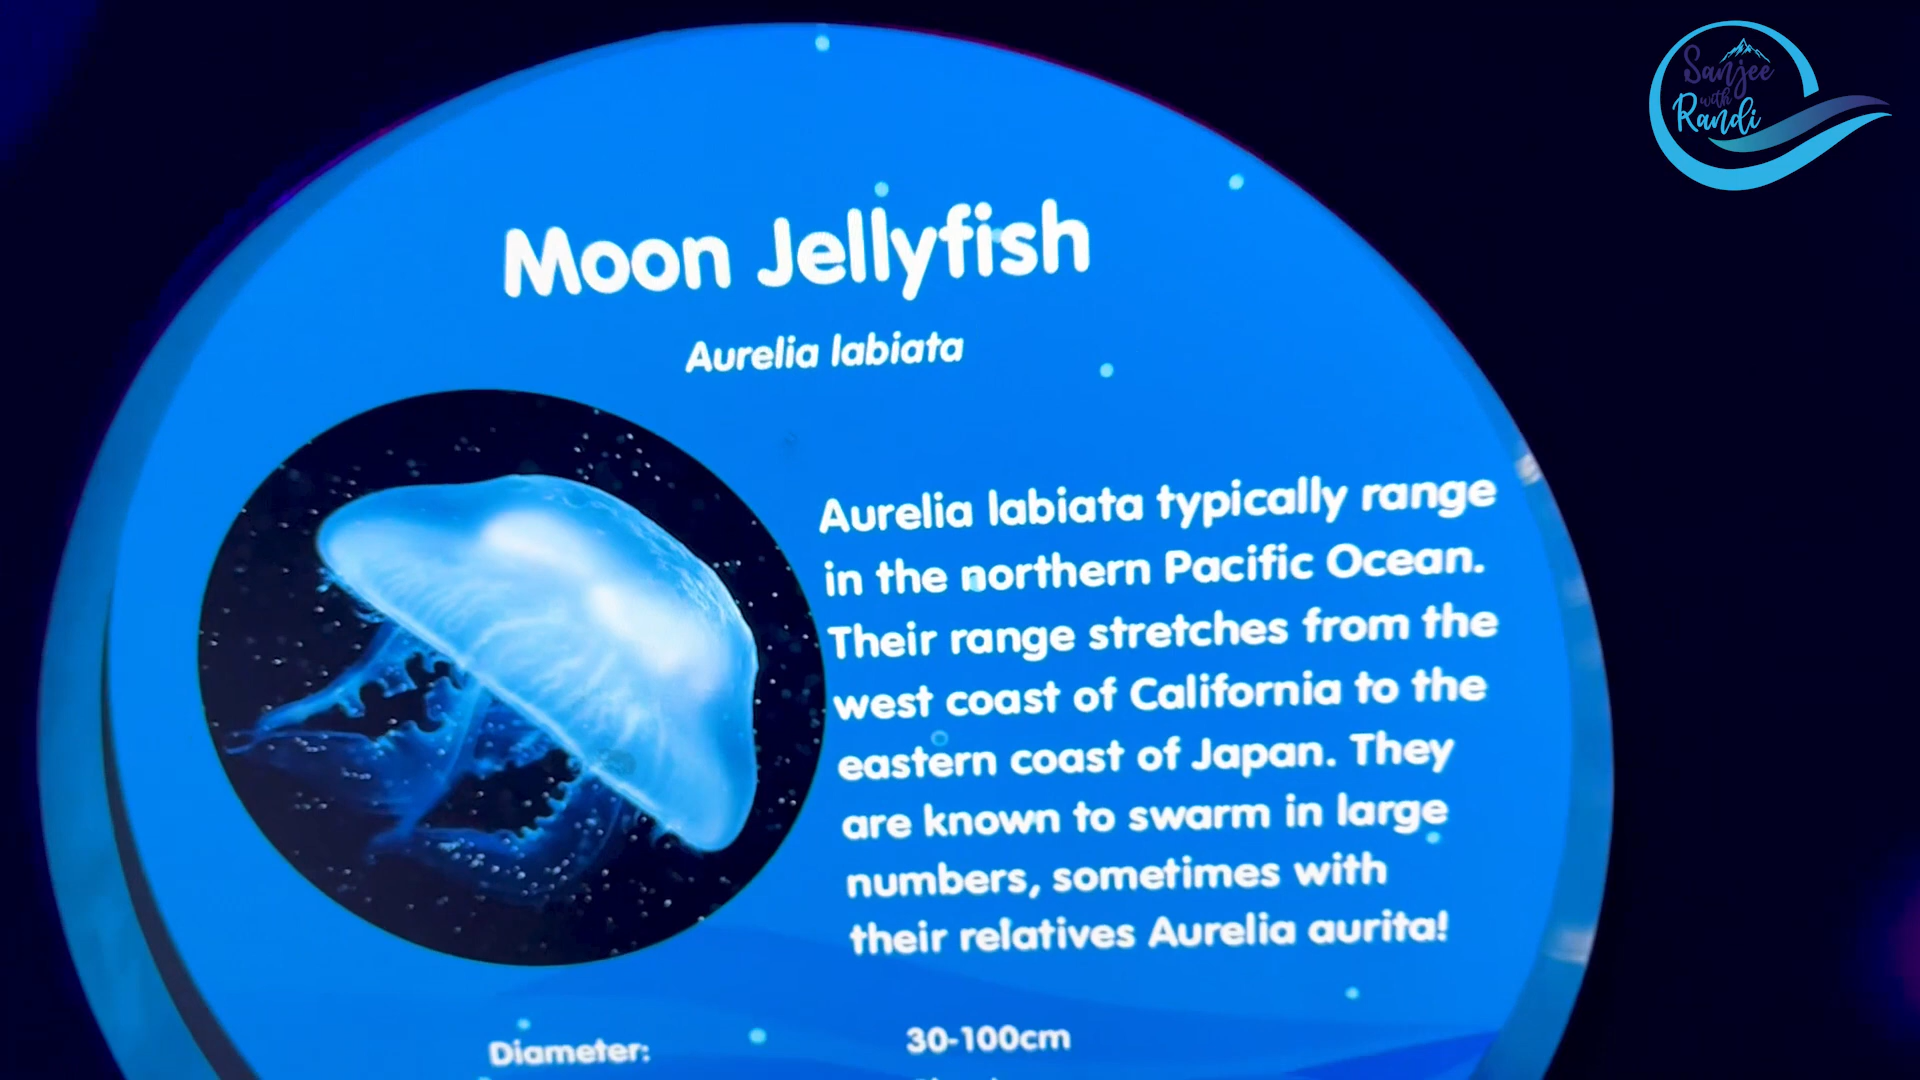 Sanjee
with
Randi
Moon Jellyfish
Aurelia labiata
Aurelia labiata typically range
in the northern Pacific Ocean.
Their range stretches from the
west coast of California to the
eastern coast of Japan. They
are known to swarm in large
numbers, sometimes with
their relatives Aurelia aurita!
Diameter: 30-100cm